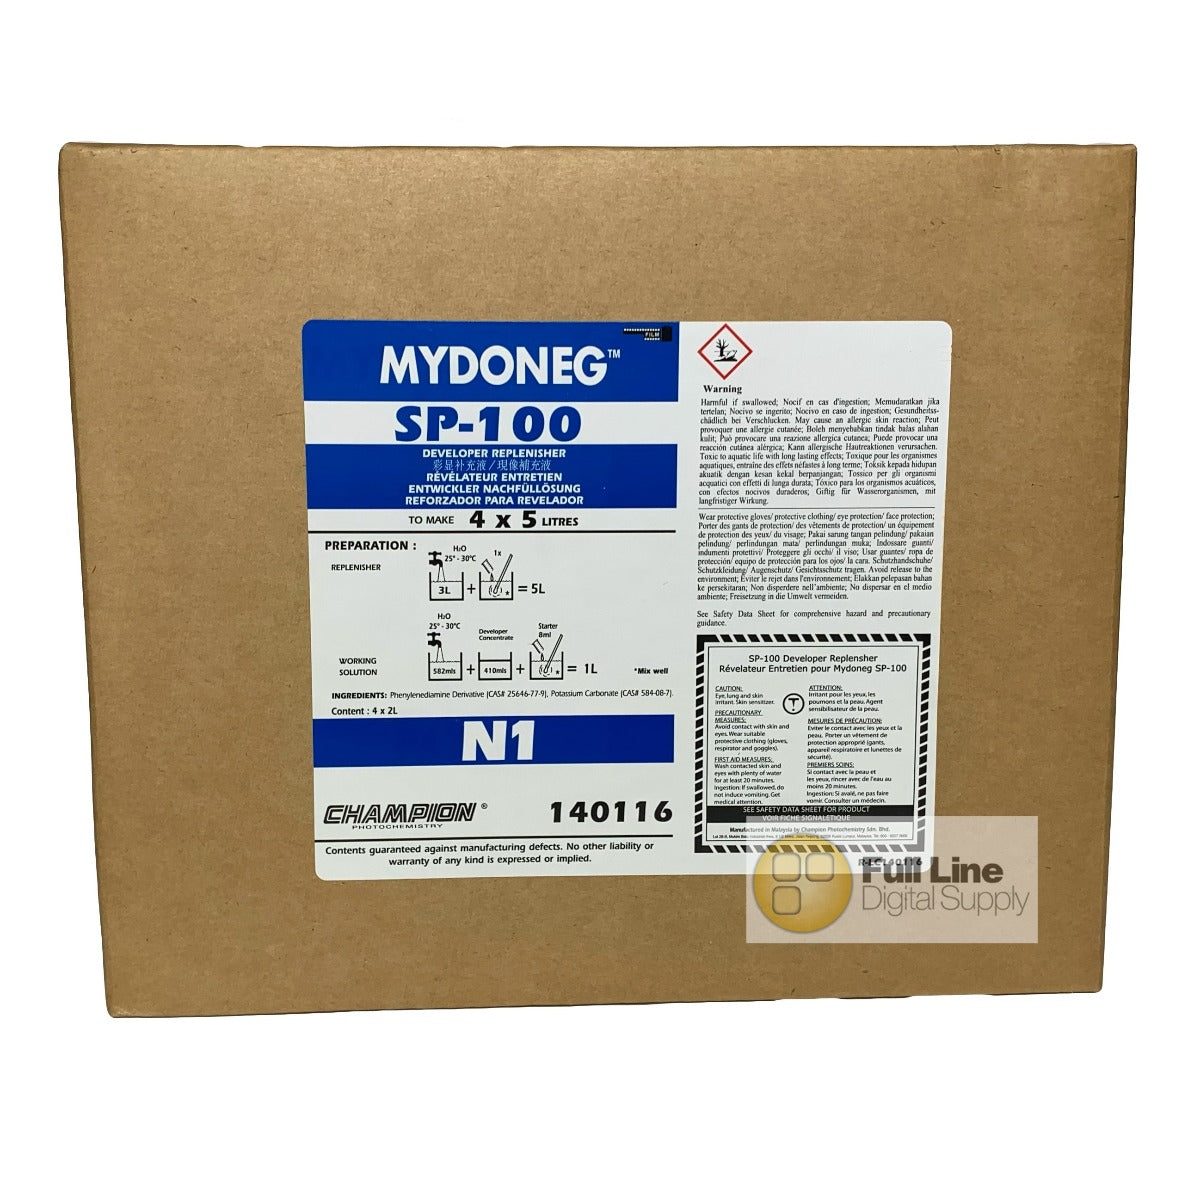 FILM
MYDONEG™
SP-100
DEVELOPER REPLENISHER
彩显补充液/現像補充液
RÉVÉLATEUR ENTRETIEN
ENTWICKLER NACHFÜLLÖSUNG
REFORZADOR PARA REVELADOR
TO MAKE 4 x 5 LITRES
PREPARATION :
REPLENISHER
H₂O
25° - 30°C
1x
3L + * = 5L
WORKING
SOLUTION
H₂O
25° - 30°C
Developer
Concentrate
Starter
8ml
582mls + 410mls + * = 1L
*Mix well
INGREDIENTS: Phenylenediamine Derivative (CAS# 25646-77-9), Potassium Carbonate (CAS# 584-08-7).
Content : 4 x 2L
N1
CHAMPION ®
PHOTOCHEMISTRY
140116
Contents guaranteed against manufacturing defects. No other liability or
warranty of any kind is expressed or implied.
Warning
Harmful if swallowed; Nocif en cas d'ingestion; Memudaratkan jika
tertelan; Nocivo se ingerito; Nocivo en caso de ingestion; Gesundheitss-
chädlich bei Verschlucken. May cause an allergic skin reaction; Peut
provoquer une allergie cutanée; Boleh menyebabkan tindak balas alahan
kulit; Può provocare una reazione allergica cutanea; Puede provocar una
reacción cutánea alérgica; Kann allergische Hautreaktionen verursachen.
Toxic to aquatic life with long lasting effects; Toxique pour les organismes
aquatiques, entraîne des effets néfastes à long terme; Toksik kepada hidupan
akuatik dengan kesan kekal berpanjangan; Tossico per gli organismi
acquatici con effetti di lunga durata; Tóxico para los organismos acuáticos,
con efectos nocivos duraderos; Giftig für Wasserorganismen, mit
langfristiger Wirkung.
Wear protective gloves/ protective clothing/ eye protection/ face protection;
Porter des gants de protection/ des vêtements de protection/ un équipement
de protection des yeux/ du visage; Pakai sarung tangan pelindung/ pakaian
pelindung/ perlindungan mata/ perlindungan muka; Indossare guanti/
indumenti protettivi/ Proteggere gli occhi/ il viso; Usar guantes/ ropa de
protección/ equipo de protección para los ojos/ la cara. Schutzhandschuhe/
Schutzkleidung/ Augenschutz/ Gesichtsschutz tragen. Avoid release to the
environment; Éviter le rejet dans l'environnement; Elakkan pelepasan bahan
ke persekitaran; Non disperdere nell'ambiente; No dispersar en el medio
ambiente; Freisetzung in die Umwelt vermeiden.
See Safety Data Sheet for comprehensive hazard and precautionary
guidance.
SP-100 Developer Replensher
Révelateur Entretien pour Mydoneg SP-100
CAUTION:
Eye, lung and skin
irritant. Skin sensitizer.
PRECAUTIONARY
MEASURES:
Avoid contact with skin and
eyes. Wear suitable
protective clothing (gloves,
respirator and goggles).
FIRST AID MEASURES:
Wash contacted skin and
eyes with plenty of water
for at least 20 minutes.
Ingestion: If swallowed, do
not induce vomiting. Get
medical attention.
T
ATTENTION:
Irritant pour les yeux, les
poumons et la peau. Agent
sensibilisateur de la peau.
MESURES DE PRÉCAUTION:
Eviter le contact avec les yeux et la
peau. Porter un vêtement de
protection approprié (gants,
appareil respiratoire et lunettes de
sécurité).
PREMIERS SOINS:
Si contact avec la peau et
les yeux, rincer avec de l'eau au
moins 20 minutes.
Ingestion: Si avalé, ne pas faire
vomir. Consulter un médecin.
SEE SAFETY DATA SHEET FOR PRODUCT
VOIR FICHE SIGNALETIQUE
Manufactured in Malaysia by Champion Photochemistry Sdn. Bhd.
R-LCL140116
Full Line
Digital Supply